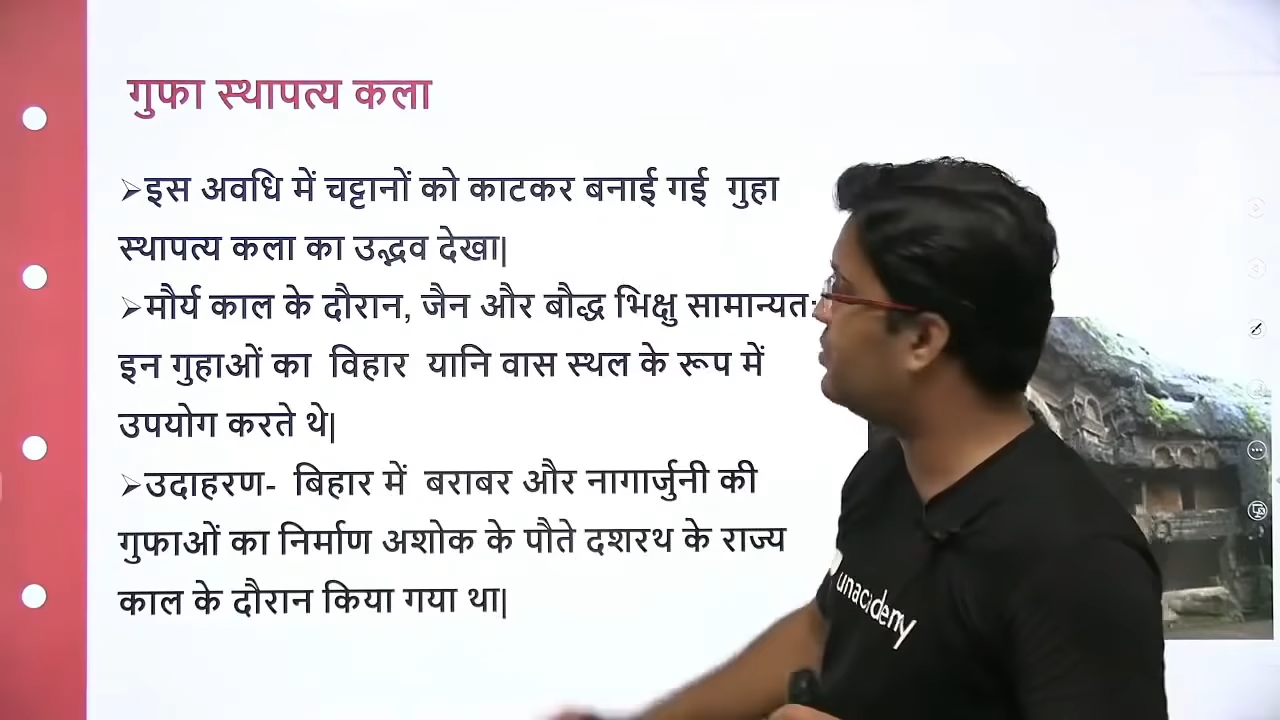 गुफा स्थापत्य कला
➢इस अवधि में चट्टानों को काटकर बनाई गई गुहा
स्थापत्य कला का उद्भव देखा|
➢मौर्य काल के दौरान, जैन और बौद्ध भिक्षु सामान्यत:
इन गुहाओं का विहार यानि वास स्थल के रूप में
उपयोग करते थे|
➢उदाहरण- बिहार में बराबर और नागार्जुनी की
गुफाओं का निर्माण अशोक के पौते दशरथ के राज्य
काल के दौरान किया गया था|
unacademy